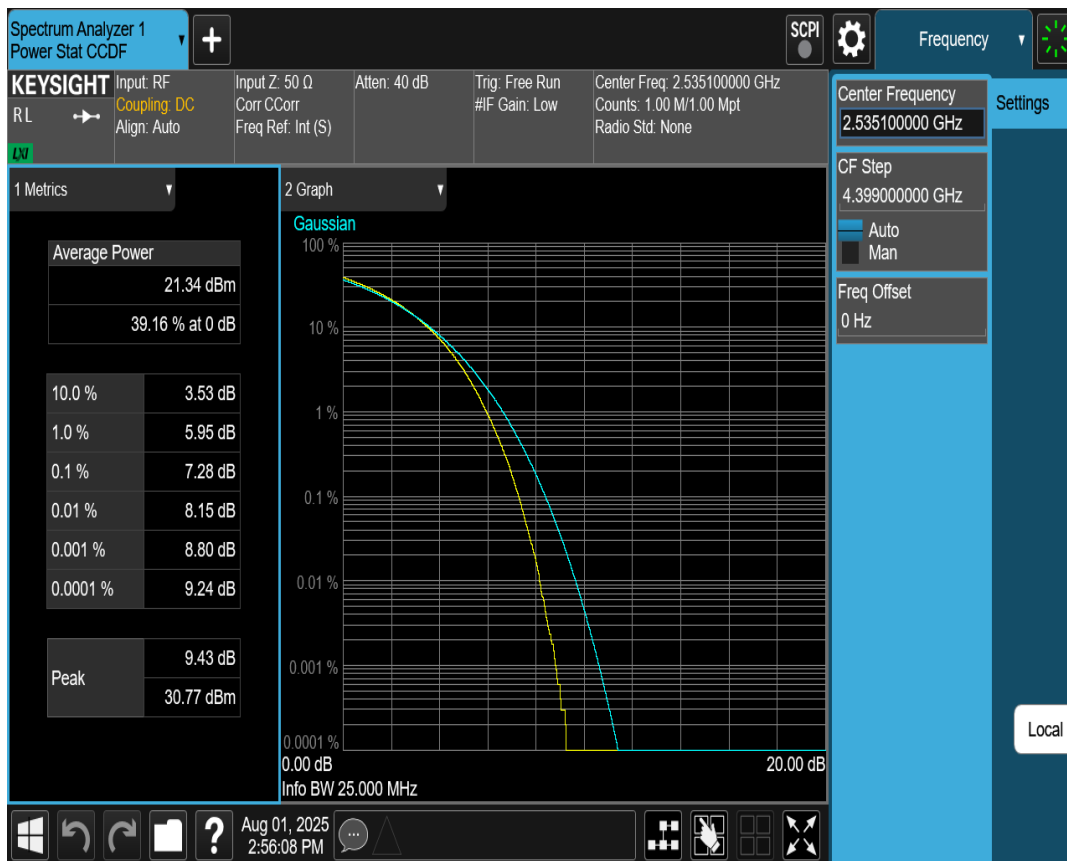 Spectrum Analyzer 1
Power Stat CCDF
+
SCPI
Frequency
KEYSIGHT
RL
LXI
Input: RF
Coupling: DC
Align: Auto
Input Z: 50 Ω
Corr CCorr
Freq Ref: Int (S)
Atten: 40 dB
Trig: Free Run
#IF Gain: Low
Center Freq: 2.535100000 GHz
Counts: 1.00 M/1.00 Mpt
Radio Std: None
Center Frequency
2.535100000 GHz
Settings
CF Step
4.399000000 GHz
Auto
Man
Freq Offset
0 Hz
1 Metrics
Average Power
21.34 dBm
39.16 % at 0 dB
10.0 % 3.53 dB
1.0 % 5.95 dB
0.1 % 7.28 dB
0.01 % 8.15 dB
0.001 % 8.80 dB
0.0001 % 9.24 dB
Peak
9.43 dB
30.77 dBm
2 Graph
Gaussian
100 %
10 %
1 %
0.1 %
0.01 %
0.001 %
0.0001 %
0.00 dB 20.00 dB
Info BW 25.000 MHz
Local
?
Aug 01, 2025
2:56:08 PM